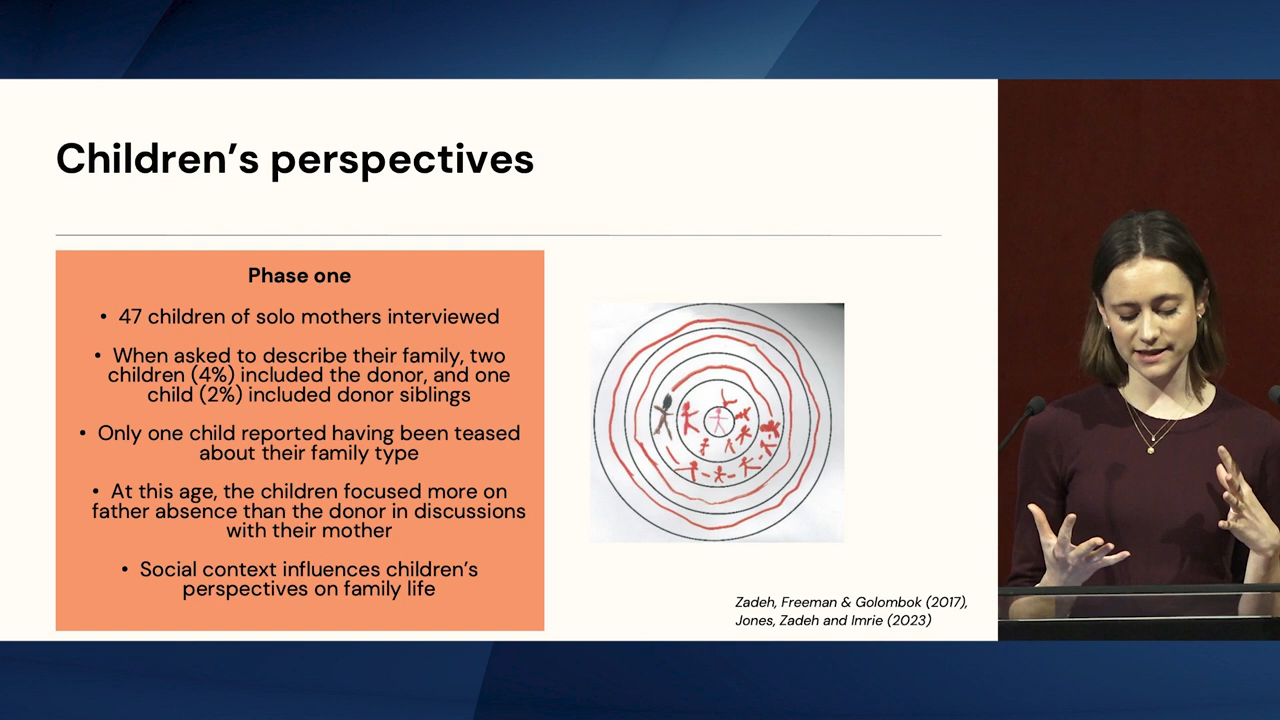 Children's perspectives
Phase one
• 47 children of solo mothers interviewed
• When asked to describe their family, two
children (4%) included the donor, and one
child (2%) included donor siblings
• Only one child reported having been teased
about their family type
• At this age, the children focused more on
father absence than the donor in discussions
with their mother
• Social context influences children's
perspectives on family life
Zadeh, Freeman & Golombok (2017),
Jones, Zadeh and Imrie (2023)